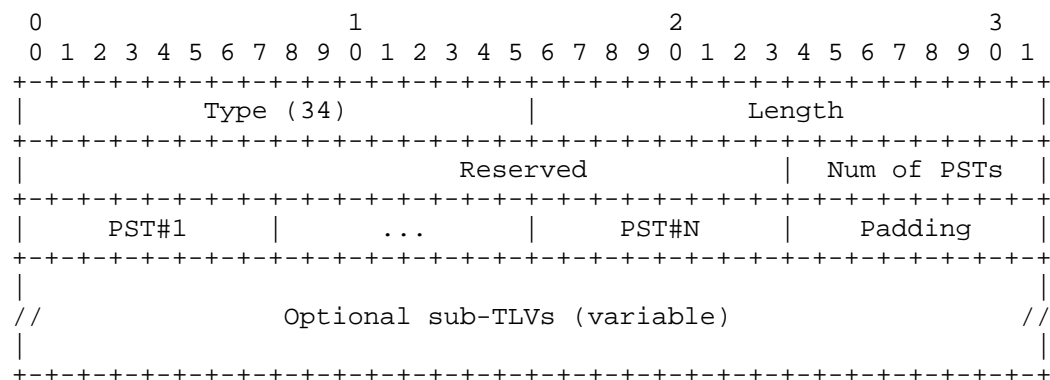 0                   1                   2                   3
 0 1 2 3 4 5 6 7 8 9 0 1 2 3 4 5 6 7 8 9 0 1 2 3 4 5 6 7 8 9 0 1
+-+-+-+-+-+-+-+-+-+-+-+-+-+-+-+-+-+-+-+-+-+-+-+-+-+-+-+-+-+-+-+-+
|           Type (34)           |             Length            |
+-+-+-+-+-+-+-+-+-+-+-+-+-+-+-+-+-+-+-+-+-+-+-+-+-+-+-+-+-+-+-+-+
|                           Reserved            |  Num of PSTs  |
+-+-+-+-+-+-+-+-+-+-+-+-+-+-+-+-+-+-+-+-+-+-+-+-+-+-+-+-+-+-+-+-+
|     PST#1     |      ...      |     PST#N     |    Padding    |
+-+-+-+-+-+-+-+-+-+-+-+-+-+-+-+-+-+-+-+-+-+-+-+-+-+-+-+-+-+-+-+-+
|                                                               |
//               Optional sub-TLVs (variable)                  //
|                                                               |
+-+-+-+-+-+-+-+-+-+-+-+-+-+-+-+-+-+-+-+-+-+-+-+-+-+-+-+-+-+-+-+-+